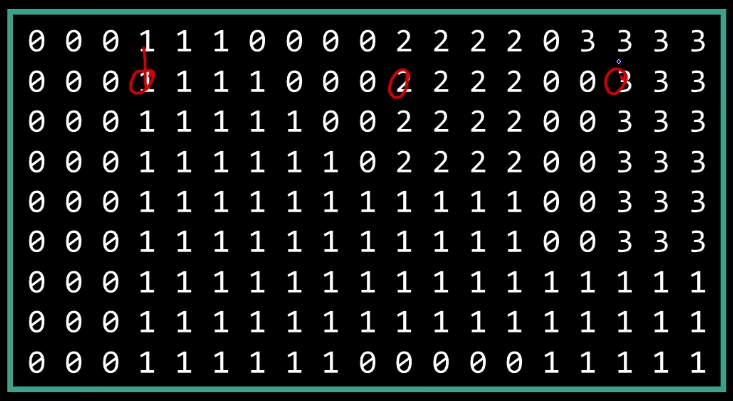 0 0 0 1 1 1 0 0 0 0 2 2 2 2 0 3 3 3 3
0 0 0 1 1 1 1 0 0 0 2 2 2 2 0 0 3 3 3
0 0 0 1 1 1 1 1 0 0 2 2 2 2 0 0 3 3 3
0 0 0 1 1 1 1 1 1 0 2 2 2 2 0 0 3 3 3
0 0 0 1 1 1 1 1 1 1 1 1 1 1 0 0 3 3 3
0 0 0 1 1 1 1 1 1 1 1 1 1 1 0 0 3 3 3
0 0 0 1 1 1 1 1 1 1 1 1 1 1 1 1 1 1 1
0 0 0 1 1 1 1 1 1 1 1 1 1 1 1 1 1 1 1
0 0 0 1 1 1 1 1 1 0 0 0 0 0 1 1 1 1 1